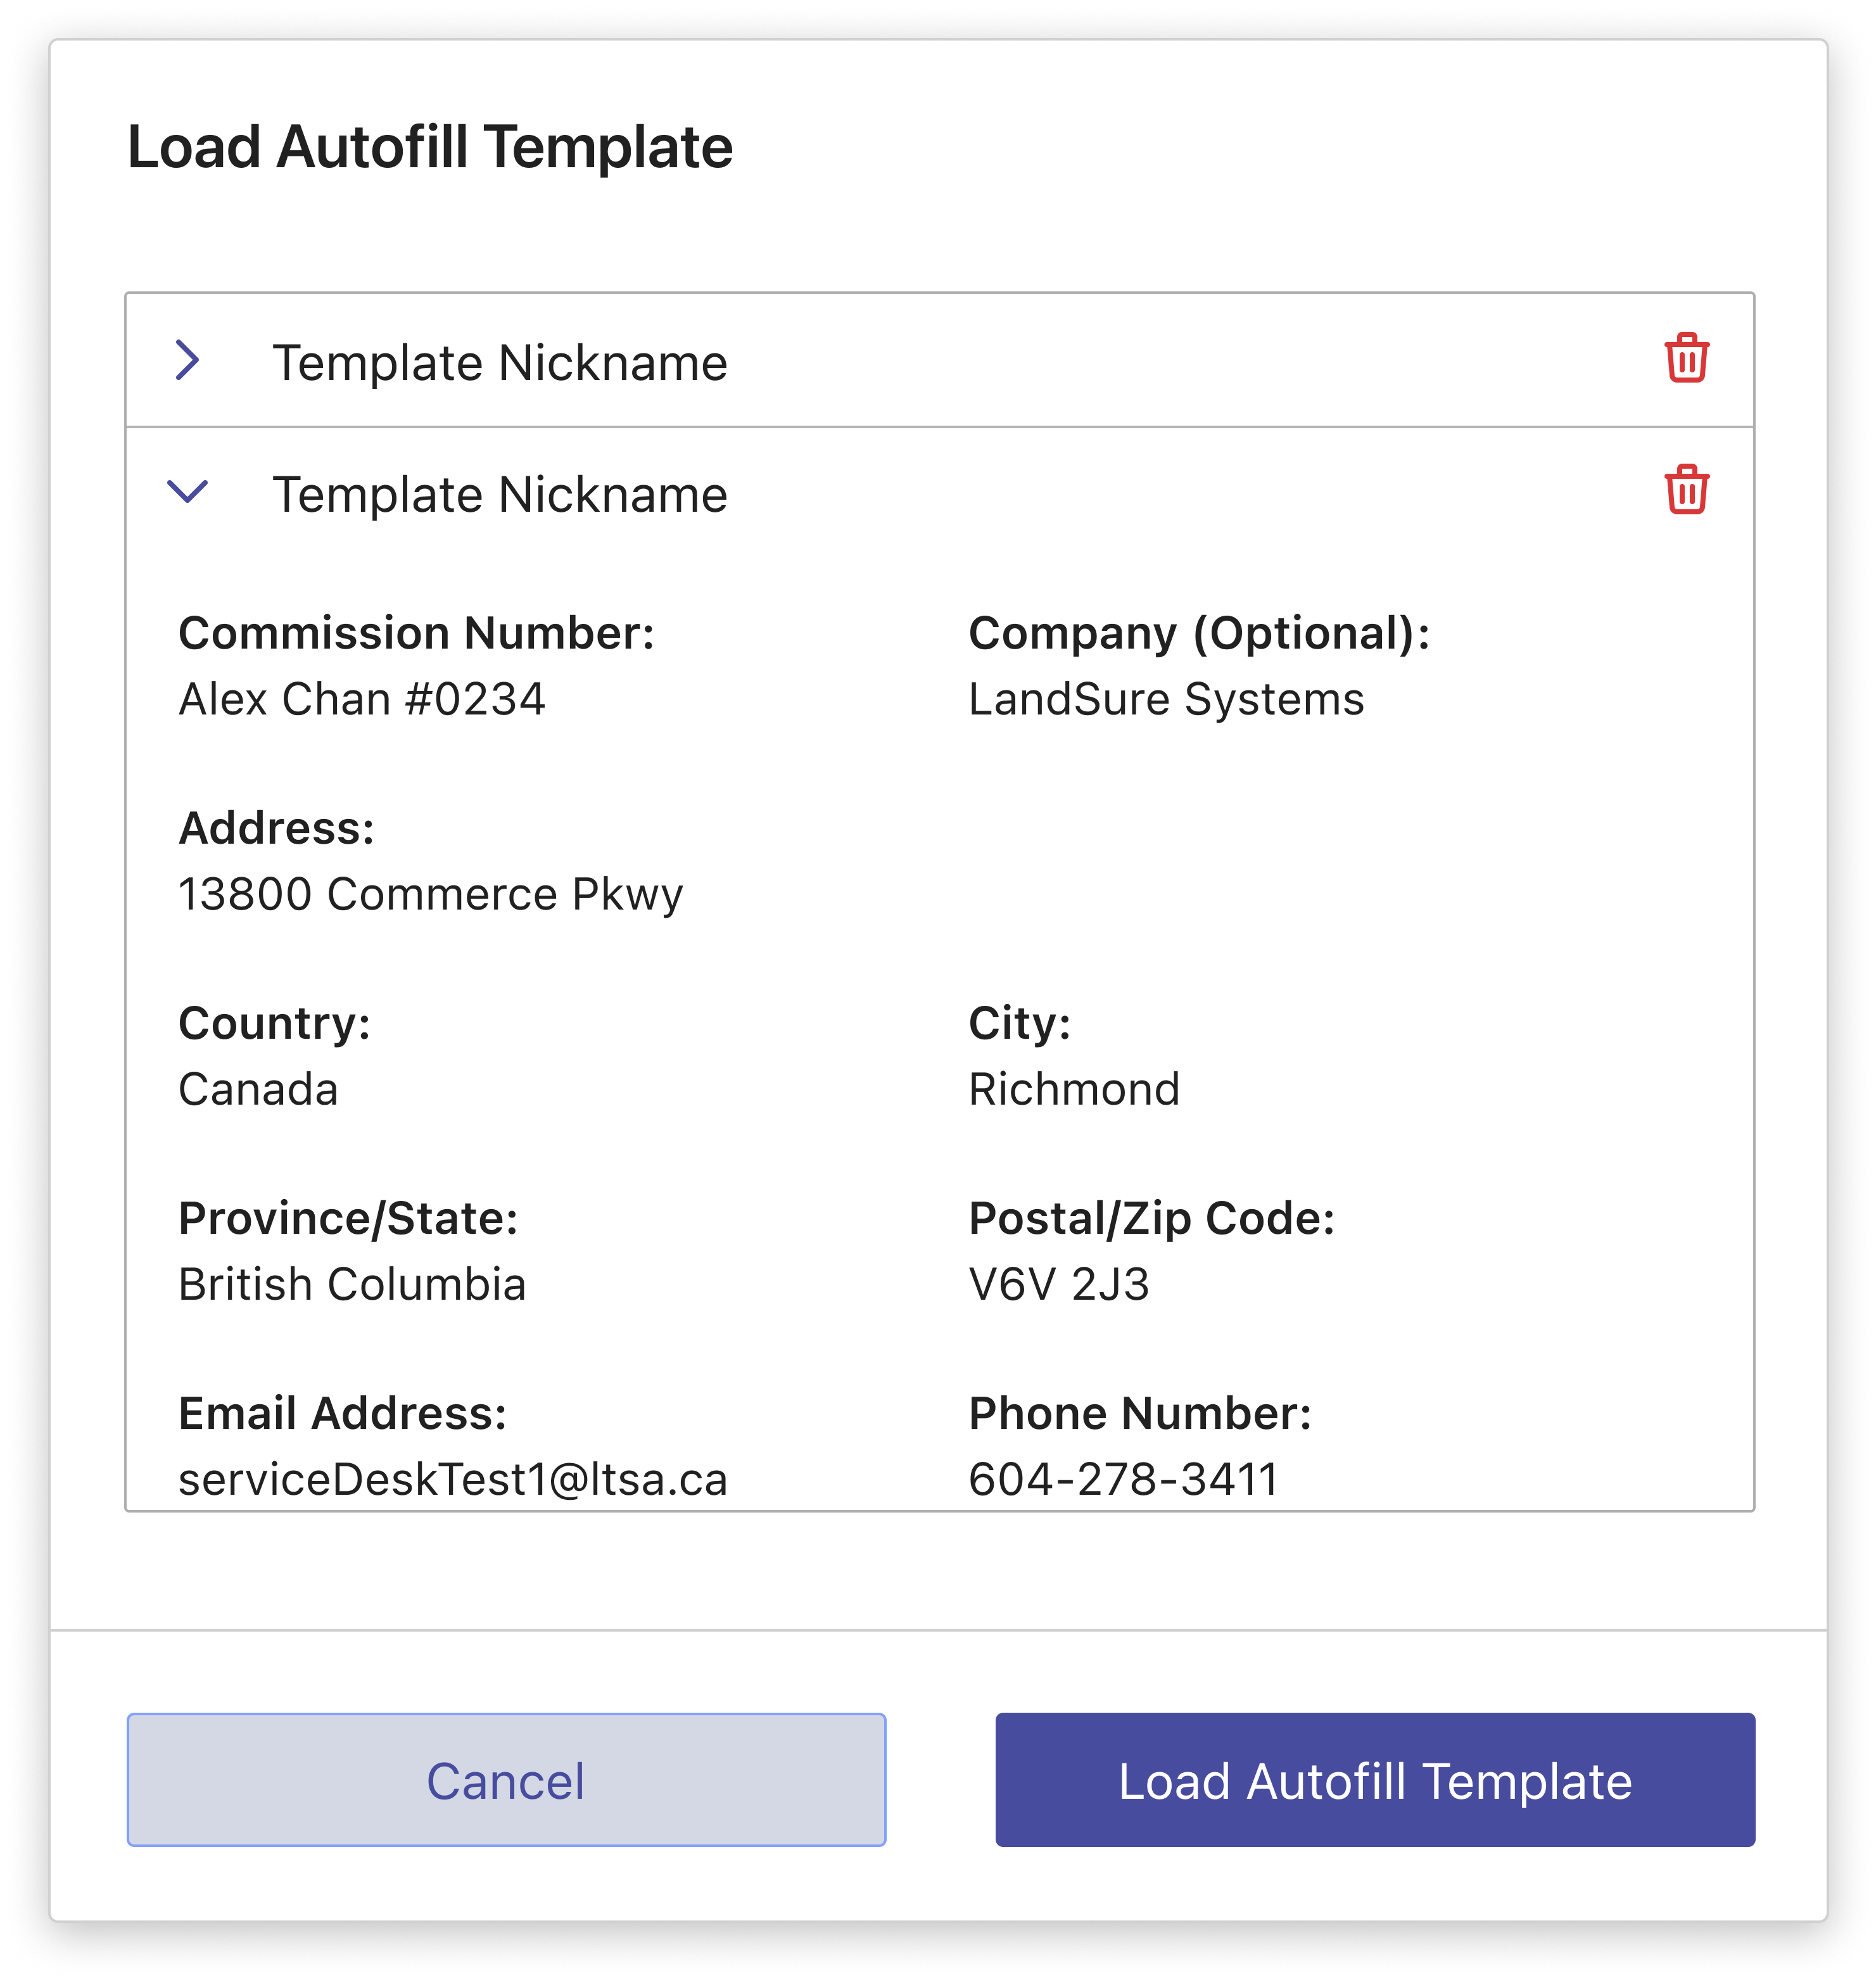 Load Autofill Template
Template Nickname
Template Nickname
Commission Number:
Alex Chan #0234
Company (Optional):
LandSure Systems
Address:
13800 Commerce Pkwy
Country:
Canada
City:
Richmond
Province/State:
British Columbia
Postal/Zip Code:
V6V 2J3
Email Address:
serviceDeskTest1@ltsa.ca
Phone Number:
604-278-3411
Cancel
Load Autofill Template